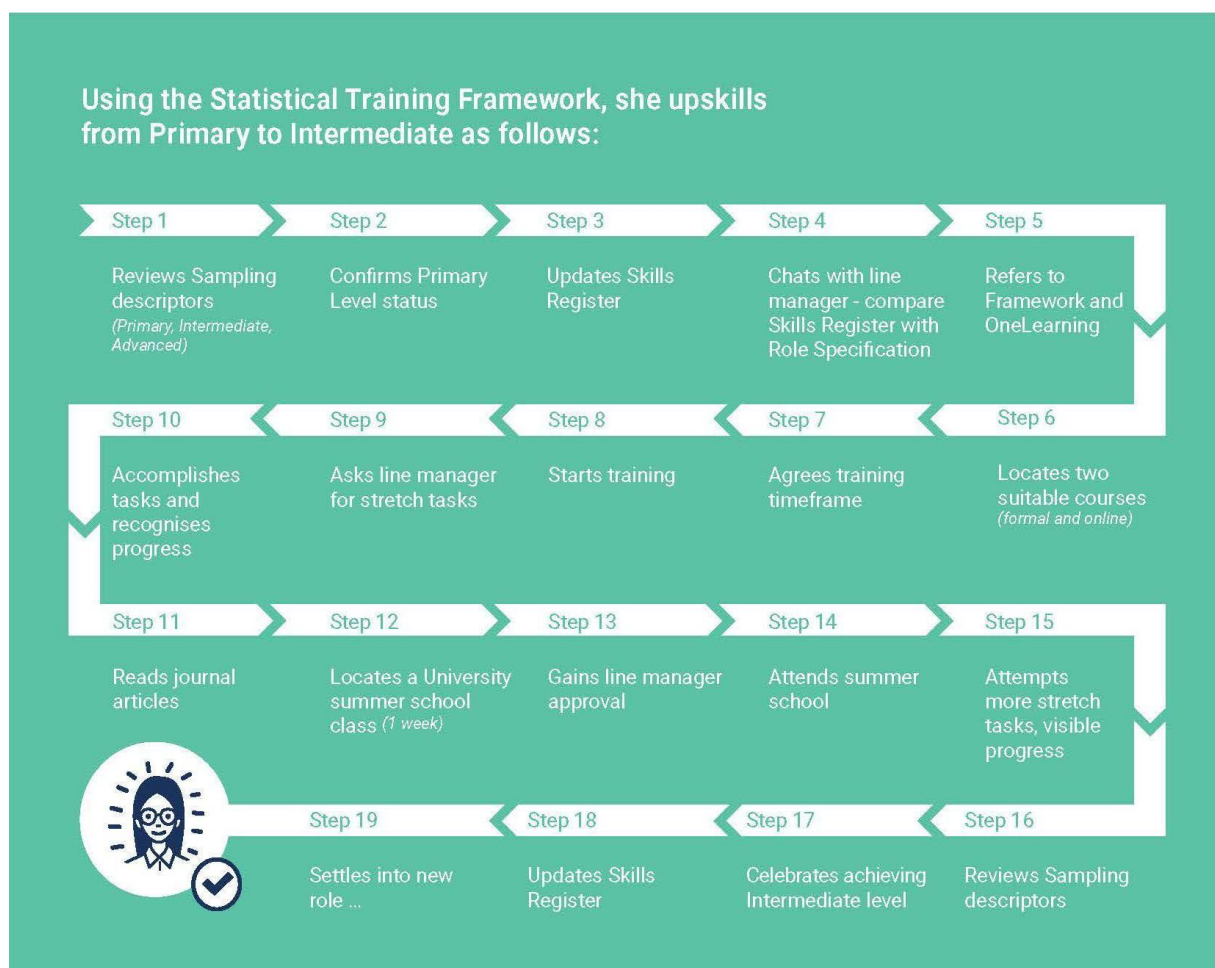 Using the Statistical Training Framework, she upskills
from Primary to Intermediate as follows:
Step 1
Reviews Sampling
descriptors
(Primary, Intermediate,
Advanced)
Step 2
Confirms Primary
Level status
Step 3
Updates Skills
Register
Step 4
Chats with line
manager - compare
Skills Register with
Role Specification
Step 5
Refers to
Framework and
OneLearning
Step 6
Locates two
suitable courses
(formal and online)
Step 7
Agrees training
timeframe
Step 8
Starts training
Step 9
Asks line manager
for stretch tasks
Step 10
Accomplishes
tasks and
recognises
progress
Step 11
Reads journal
articles
Step 12
Locates a University
summer school
class (1 week)
Step 13
Gains line manager
approval
Step 14
Attends summer
school
Step 15
Attempts
more stretch
tasks, visible
progress
Step 16
Reviews Sampling
descriptors
Step 17
Celebrates achieving
Intermediate level
Step 18
Updates Skills
Register
Step 19
Settles into new
role ...